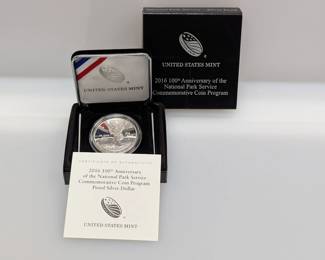 UNITED STATES MINT
UNITED STATES MINT
2016 100th Anniversary of the
National Park Service
Commemorative Coin Program
CERTIFICATE OF AUTHENTICITY
2016 100th Anniversary
of the National Park Service
Commemorative Coin Program
Proof Silver Dollar
UNITED STATES MINT